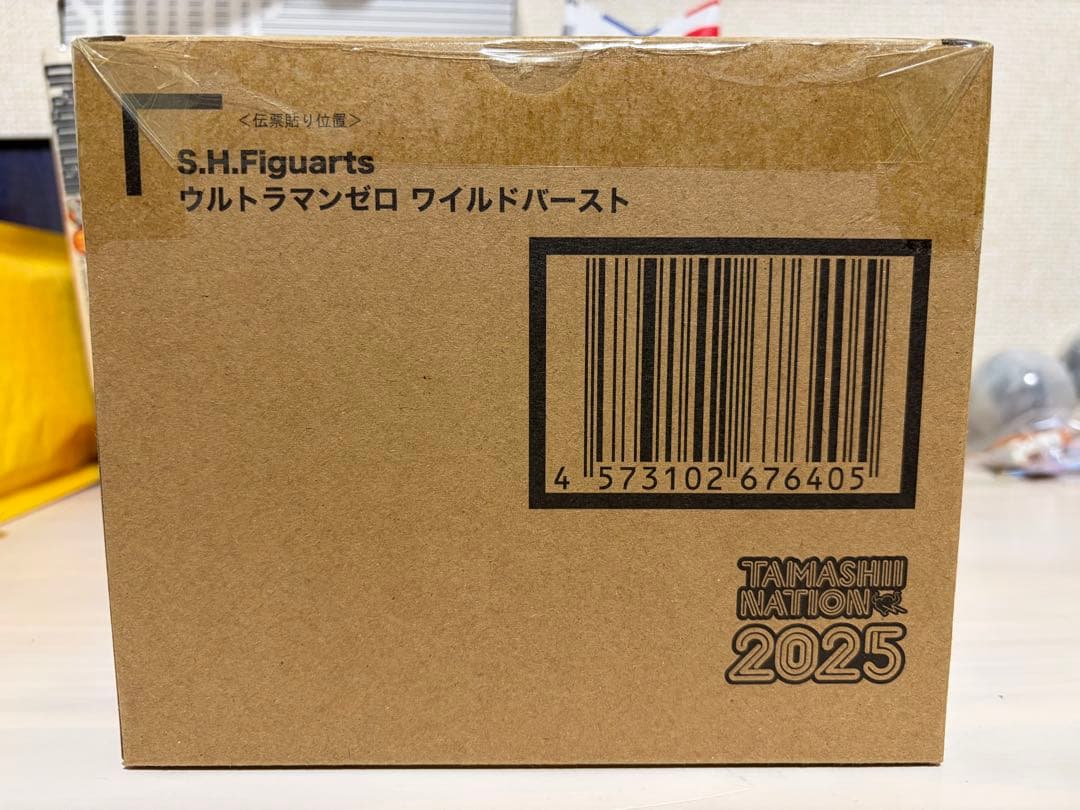 <伝票貼り位置>
S.H.Figuarts
ウルトラマンゼロ ワイルドバースト
4 573102 676405
TAMASHII
NATION
2025